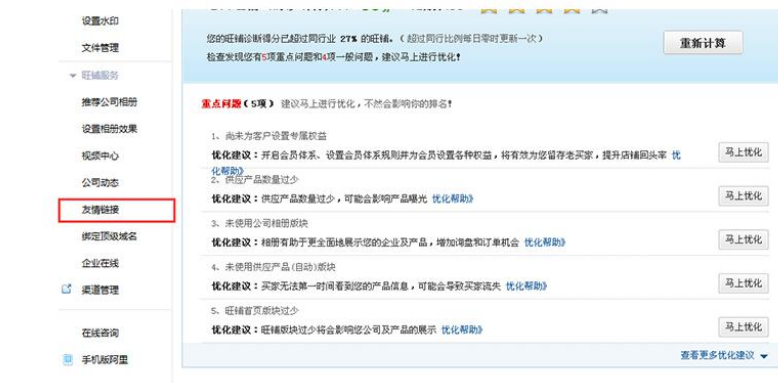 设置水印
文件管理
旺铺服务
推荐公司相册
设置相册效果
视频中心
公司动态
友情链接
绑定顶级域名
企业在线
渠道管理
在线咨询
手机版阿里
您的旺铺诊断得分已超过同行业 27% 的旺铺。(超过同行比例每日零时更新一次)
检查发现您有5项重点问题和4项一般问题，建议马上进行优化！
重新计算
重点问题(5项) 建议马上进行优化，不然会影响你的排名！
1、尚未为客户设置专属权益
优化建议：开启会员体系、设置会员体系规则并为会员设置各种权益，将有效为您留存老买家，提升店铺回头率 优
化帮助》
马上优化
2、供应产品数量过少
优化建议：供应产品数量过少，可能会影响产品曝光 优化帮助》
马上优化
3、未使用公司相册版块
优化建议：相册有助于更全面地展示您的企业及产品，增加询盘和订单机会 优化帮助》
马上优化
4、未使用供应产品(自动)版块
优化建议：买家无法第一时间看到您的产品信息，可能会导致买家流失 优化帮助》
马上优化
5、旺铺首页版块过少
优化建议：旺铺版块过少将会影响您公司及产品的展示 优化帮助》
马上优化
查看更多优化建议